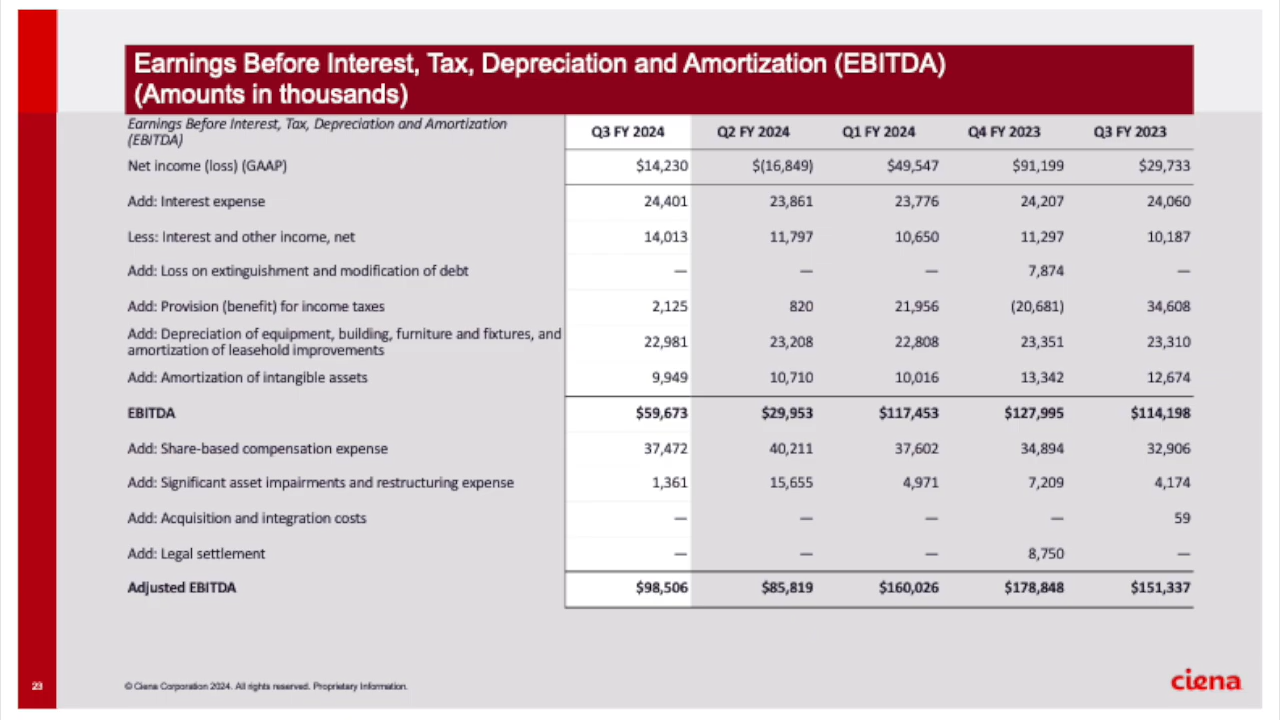 Earnings Before Interest, Tax, Depreciation and Amortization (EBITDA)
(Amounts in thousands)
Earnings Before Interest, Tax, Depreciation and Amortization
(EBITDA)
Q3 FY 2024 Q2 FY 2024 Q1 FY 2024 Q4 FY 2023 Q3 FY 2023
Net income (loss) (GAAP) $14,230 $(16,849) $49,547 $91,199 $29,733
Add: Interest expense 24,401 23,861 23,776 24,207 24,060
Less: Interest and other income, net 14,013 11,797 10,650 11,297 10,187
Add: Loss on extinguishment and modification of debt — — — 7,874 —
Add: Provision (benefit) for income taxes 2,125 820 21,956 (20,681) 34,608
Add: Depreciation of equipment, building, furniture and fixtures, and
amortization of leasehold improvements 22,981 23,208 22,808 23,351 23,310
Add: Amortization of intangible assets 9,949 10,710 10,016 13,342 12,674
EBITDA $59,673 $29,953 $117,453 $127,995 $114,198
Add: Share-based compensation expense 37,472 40,211 37,602 34,894 32,906
Add: Significant asset impairments and restructuring expense 1,361 15,655 4,971 7,209 4,174
Add: Acquisition and integration costs — — — — 59
Add: Legal settlement — — — 8,750 —
Adjusted EBITDA $98,506 $85,819 $160,026 $178,848 $151,337
23
© Ciena Corporation 2024. All rights reserved. Proprietary Information.
ciena